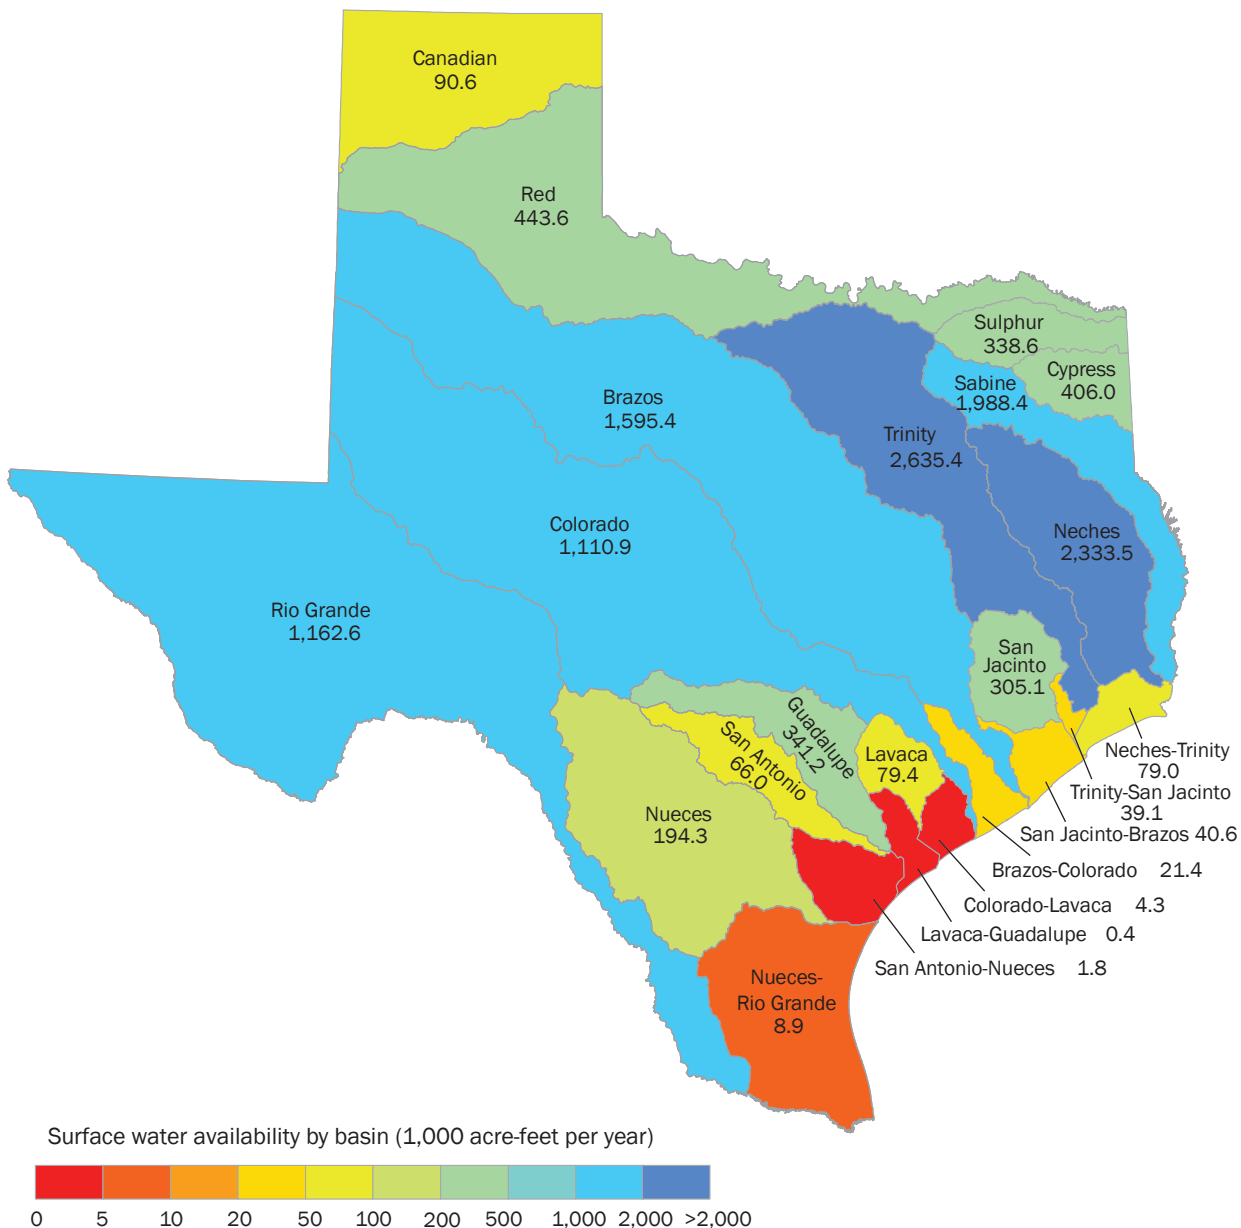 Canadian
90.6
Red
443.6
Sulphur
338.6
Cypress
406.0
Sabine
1,988.4
Brazos
1,595.4
Trinity
2,635.4
Neches
2,333.5
Colorado
1,110.9
Rio Grande
1,162.6
San
Jacinto
305.1
Guadalupe
341.2
San Antonio
66.0
Lavaca
79.4
Neches-Trinity
79.0
Trinity-San Jacinto
39.1
San Jacinto-Brazos 40.6
Nueces
194.3
Brazos-Colorado 21.4
Colorado-Lavaca 4.3
Lavaca-Guadalupe 0.4
San Antonio-Nueces 1.8
Nueces-
Rio Grande
8.9
Surface water availability by basin (1,000 acre-feet per year)
0 5 10 20 50 100 200 500 1,000 2,000 >2,000